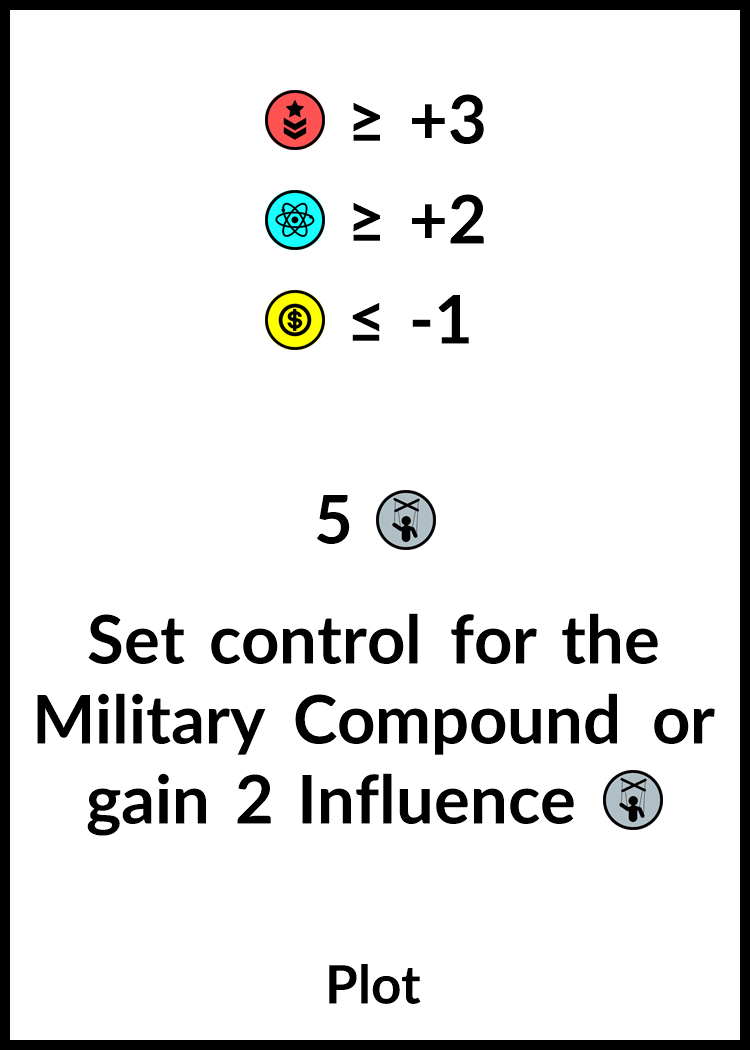 ≥ +3
≥ +2
$ ≤ -1
5
Set control for the
Military Compound or
gain 2 Influence
Plot